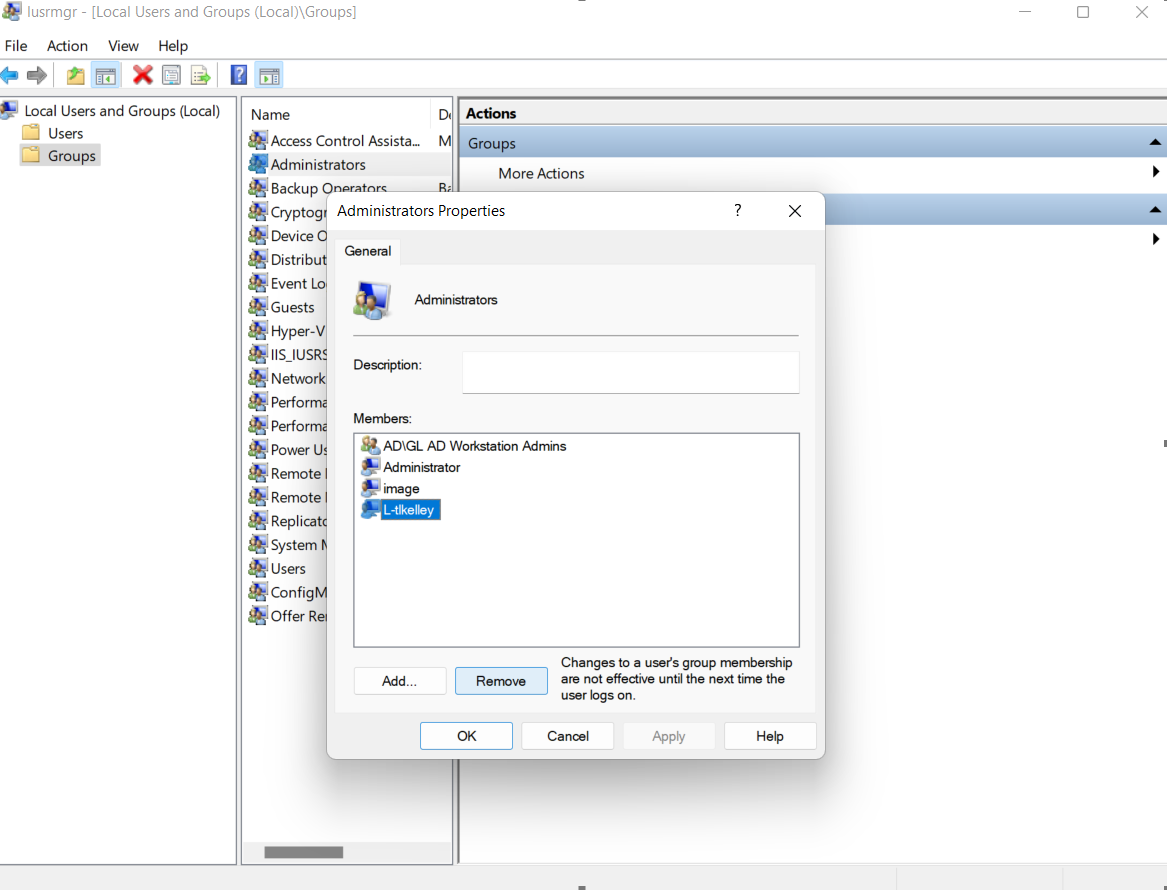 lusrmgr - [Local Users and Groups (Local)\Groups]
File Action View Help
Local Users and Groups (Local)
Users
Groups
Name
Access Control Assista...
Administrators
Backup Operators
Cryptogr
Device O
Distribut
Event Lo
Guests
Hyper-V
IIS_IUSRS
Network
Performa
Performa
Power Us
Remote
Remote
Replicato
System M
Users
ConfigM
Offer Re
Actions
Groups
More Actions
Administrators Properties
General
Administrators
Description:
Members:
AD\GL AD Workstation Admins
Administrator
image
L-tlkelley
Add... Remove
Changes to a user's group membership
are not effective until the next time the
user logs on.
OK Cancel Apply Help